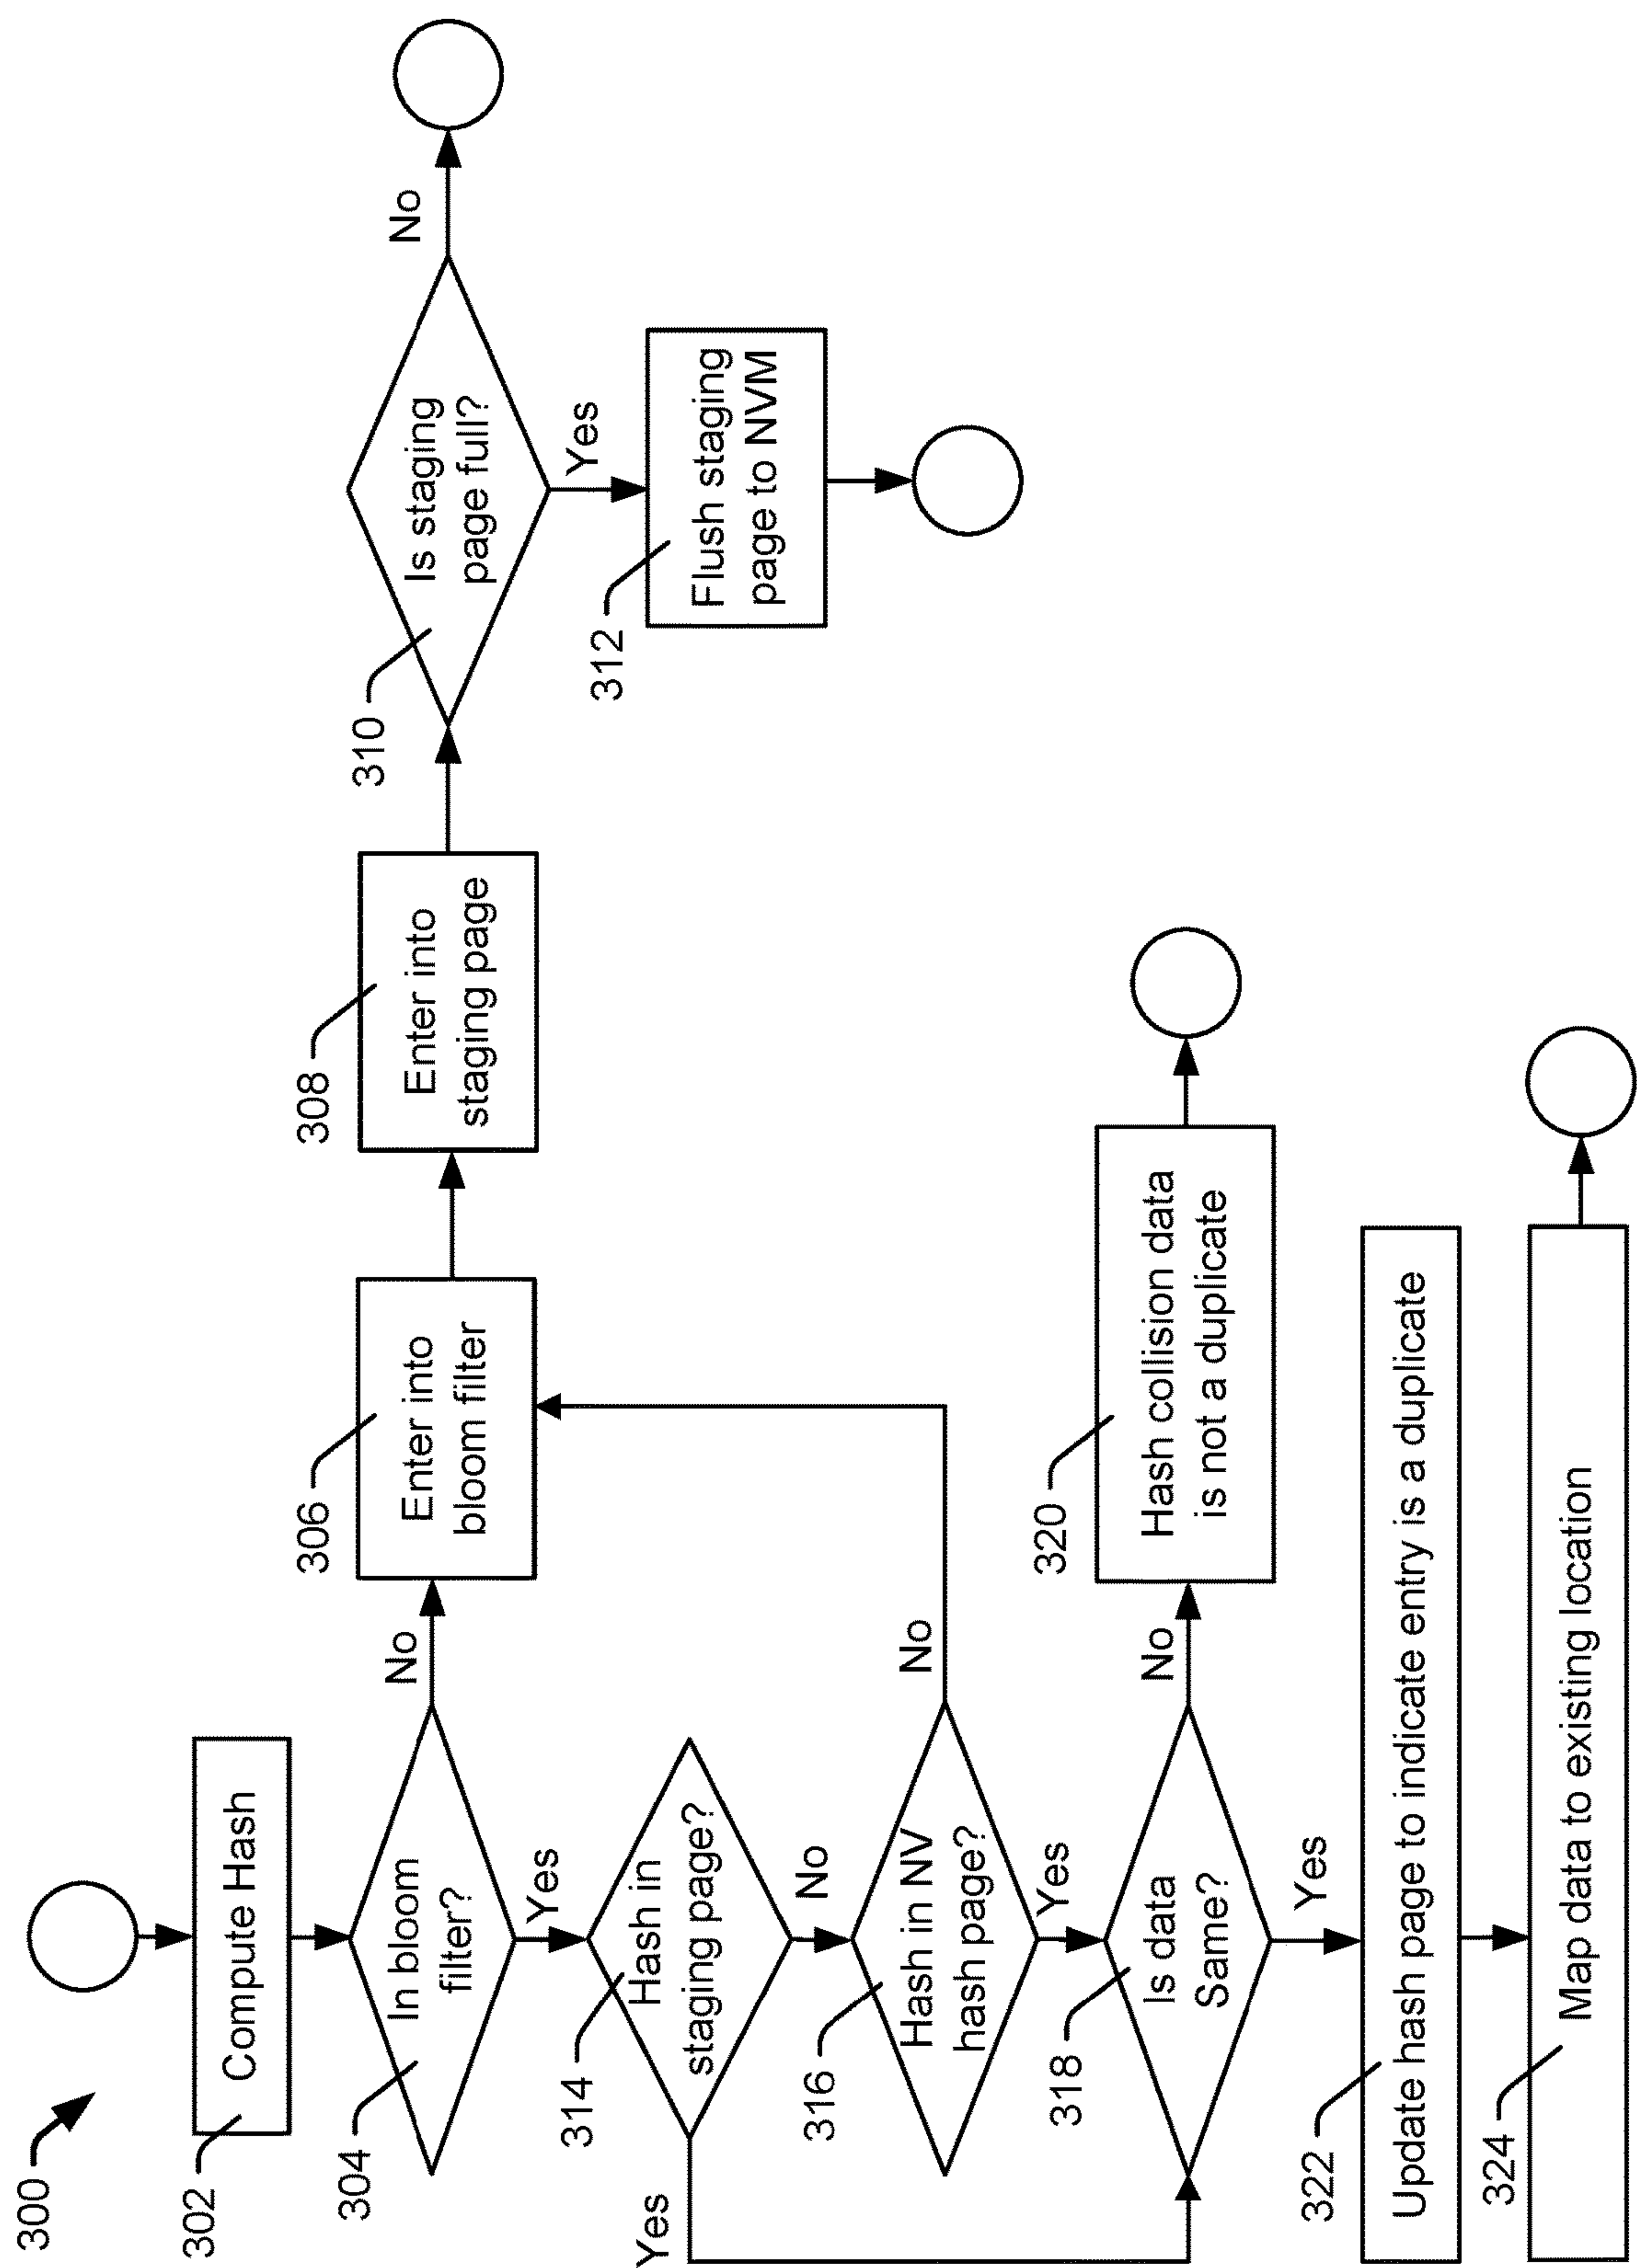 300
302
Compute Hash
304
In bloom
filter?
No
Yes
306
Enter into
bloom filter
308
Enter into
staging page
310
Is staging
page full?
No
Yes
312
Flush staging
page to NVM
314
Hash in
staging page?
Yes
No
316
Hash in NV
hash page?
No
Yes
318
Is data
Same?
No
Yes
320
Hash collision data
is not a duplicate
322
Update hash page to indicate entry is a duplicate
324
Map data to existing location